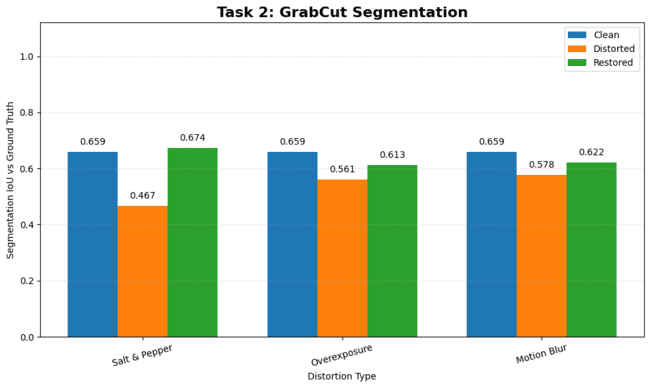 Task 2: GrabCut Segmentation
Clean
Distorted
Restored
Segmentation IoU vs Ground Truth
1.0
0.8
0.6
0.4
0.2
0.0
0.659
0.467
0.674
0.659
0.561
0.613
0.659
0.578
0.622
Salt & Pepper
Overexposure
Motion Blur
Distortion Type